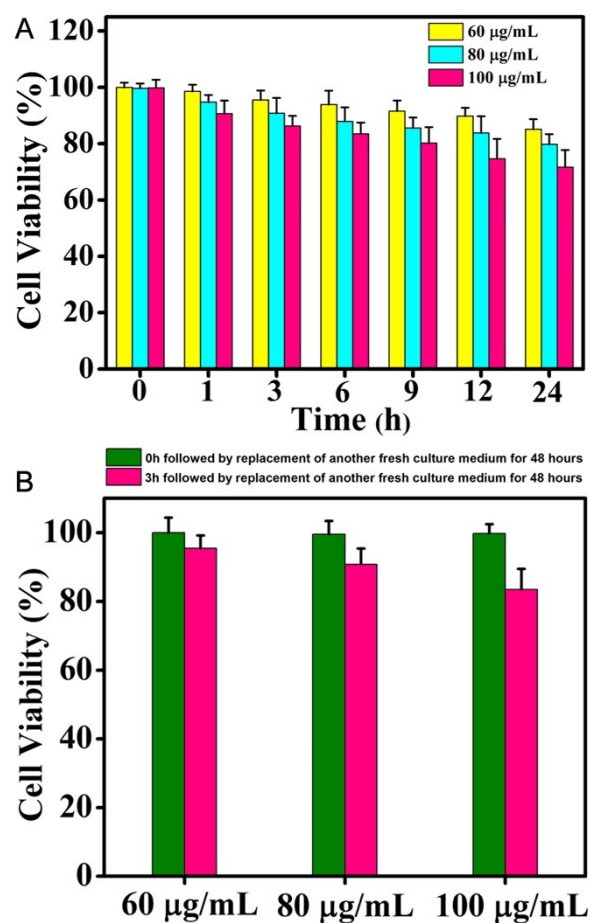 A
120
100
80
60
40
20
0
Cell Viability (%)
60 μg/mL
80 μg/mL
100 μg/mL
0 1 3 6 9 12 24
Time (h)
0h followed by replacement of another fresh culture medium for 48 hours
3h followed by replacement of another fresh culture medium for 48 hours
B
100
80
60
40
20
0
Cell Viability (%)
60 μg/mL 80 μg/mL 100 μg/mL